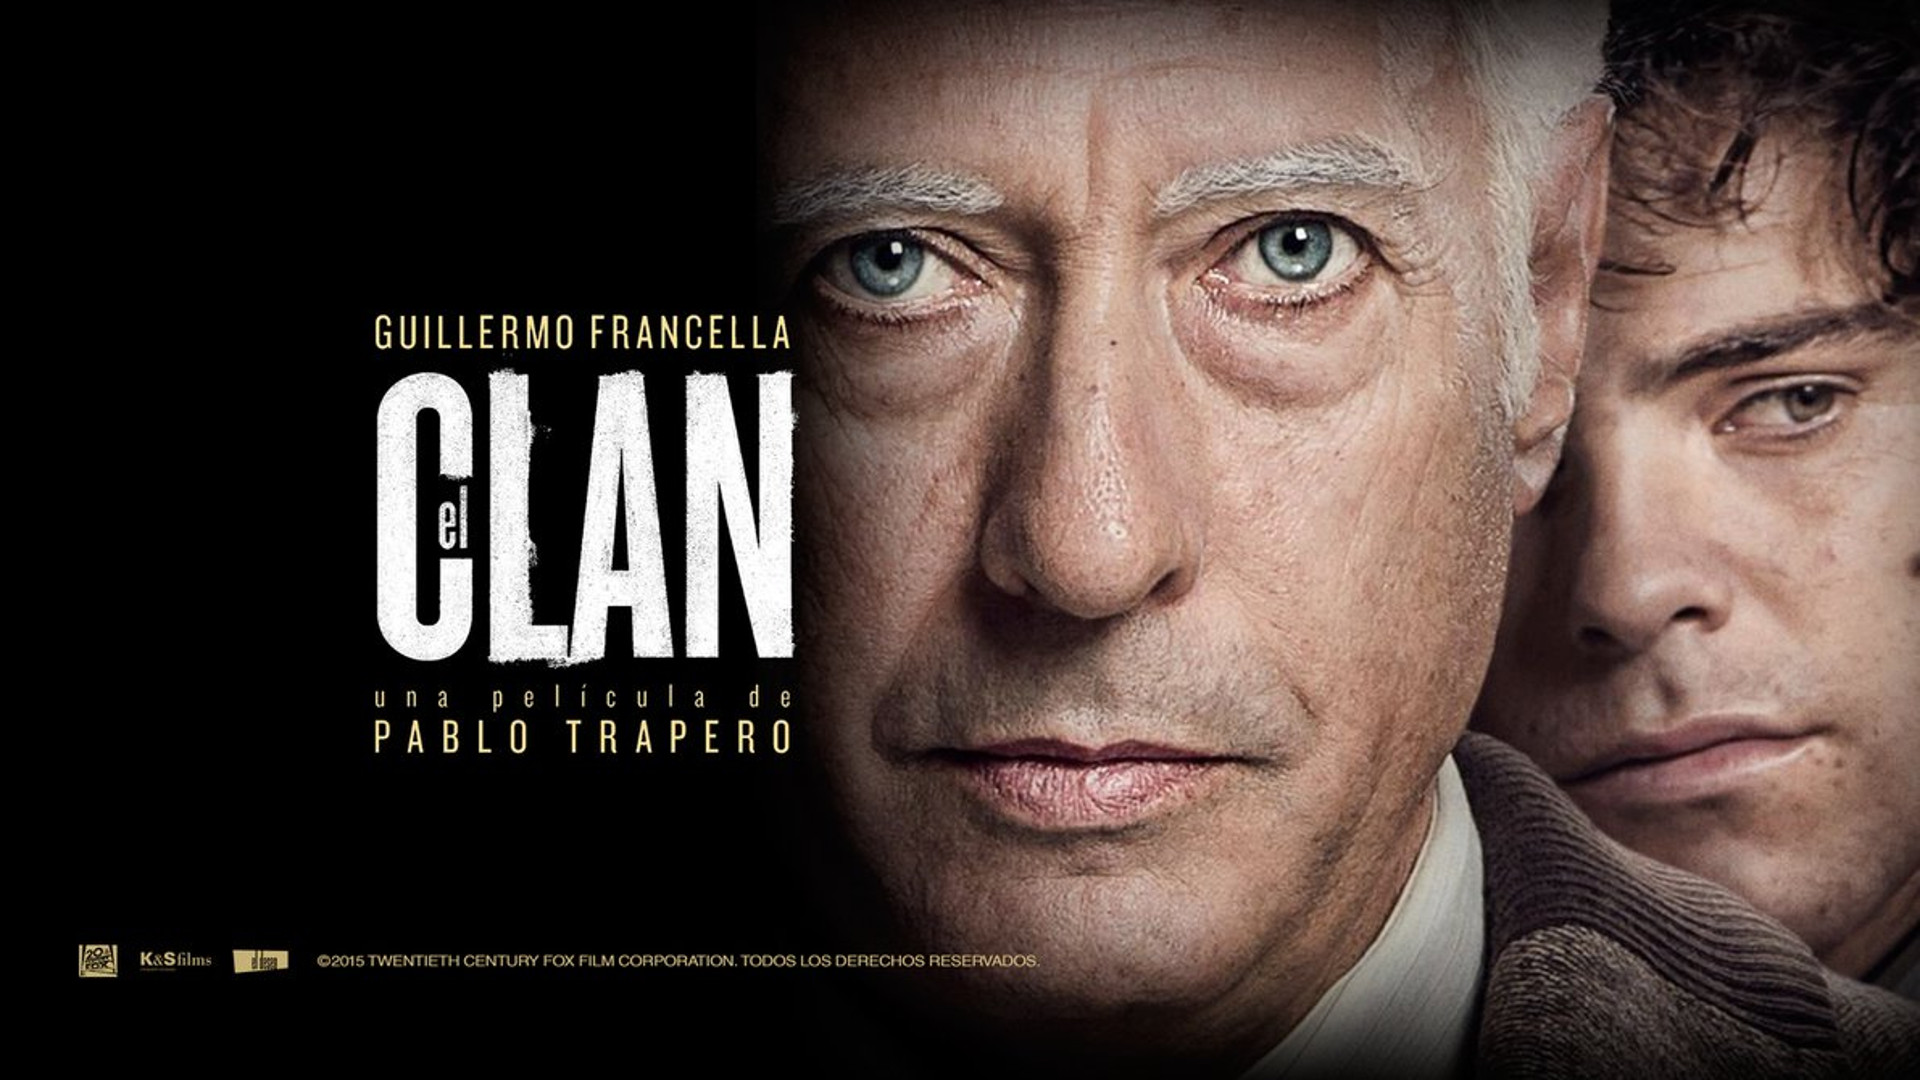 GUILLERMO FRANCELLA
el CLAN
una película de
PABLO TRAPERO
K&S films
©2015 TWENTIETH CENTURY FOX FILM CORPORATION. TODOS LOS DERECHOS RESERVADOS.